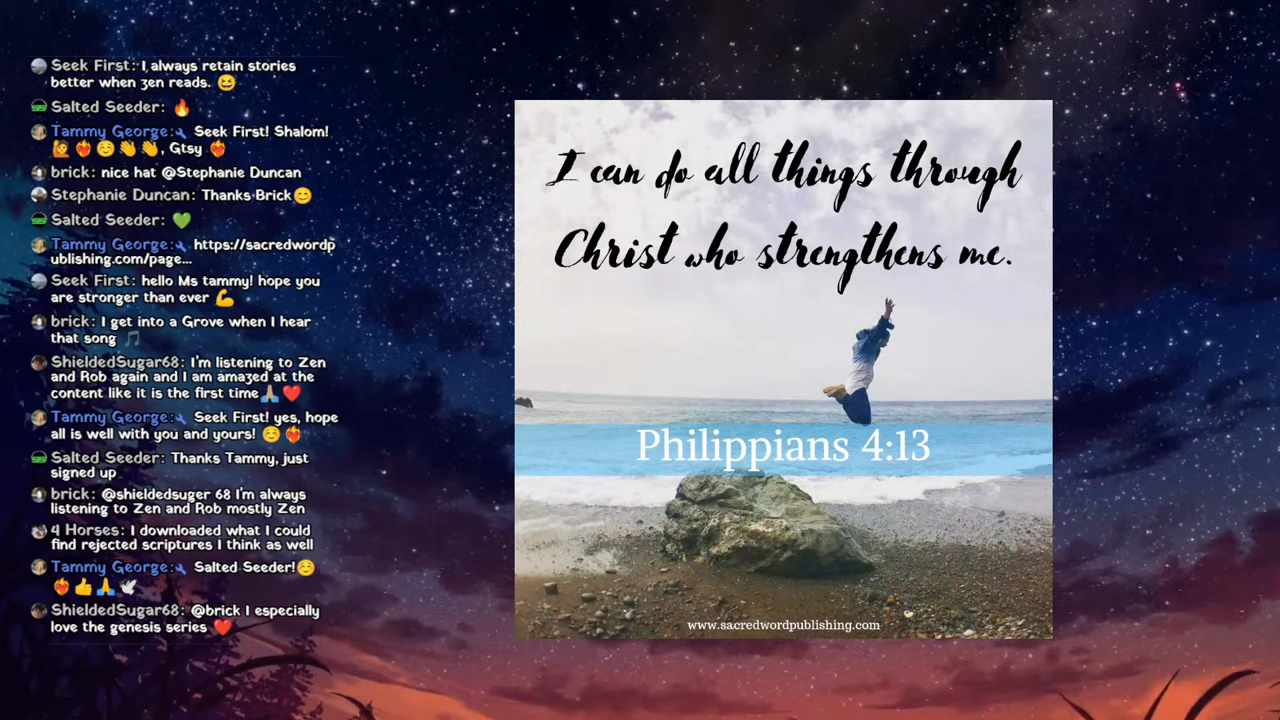 Seek First: I always retain stories
better when zen reads. 😆
Salted Seeder: 🔥
Tammy George: Seek First! Shalom!
🙋❤️‍🔥☺️👋👋, Gtsy ❤️‍🔥
brick: nice hat @Stephanie Duncan
Stephanie Duncan: Thanks Brick😊
Salted Seeder: 💚
Tammy George: https://sacredwordp
ublishing.com/page...
Seek First: hello Ms tammy! hope you
are stronger than ever 💪
brick: I get into a Grove when I hear
that song 🎵
ShieldedSugar68: I'm listening to Zen
and Rob again and I am amazed at the
content like it is the first time🙏❤️
Tammy George: Seek First! yes, hope
all is well with you and yours! ☺️❤️‍🔥
Salted Seeder: Thanks Tammy, just
signed up
brick: @shieldedsuger 68 I'm always
listening to Zen and Rob mostly Zen
4 Horses: I downloaded what I could
find rejected scriptures I think as well
Tammy George: Salted Seeder!☺️
❤️‍🔥👍🙏🕊️
ShieldedSugar68: @brick I especially
love the genesis series ❤️
I can do all things through
Christ who strengthens me.
Philippians 4:13
www.sacredwordpublishing.com